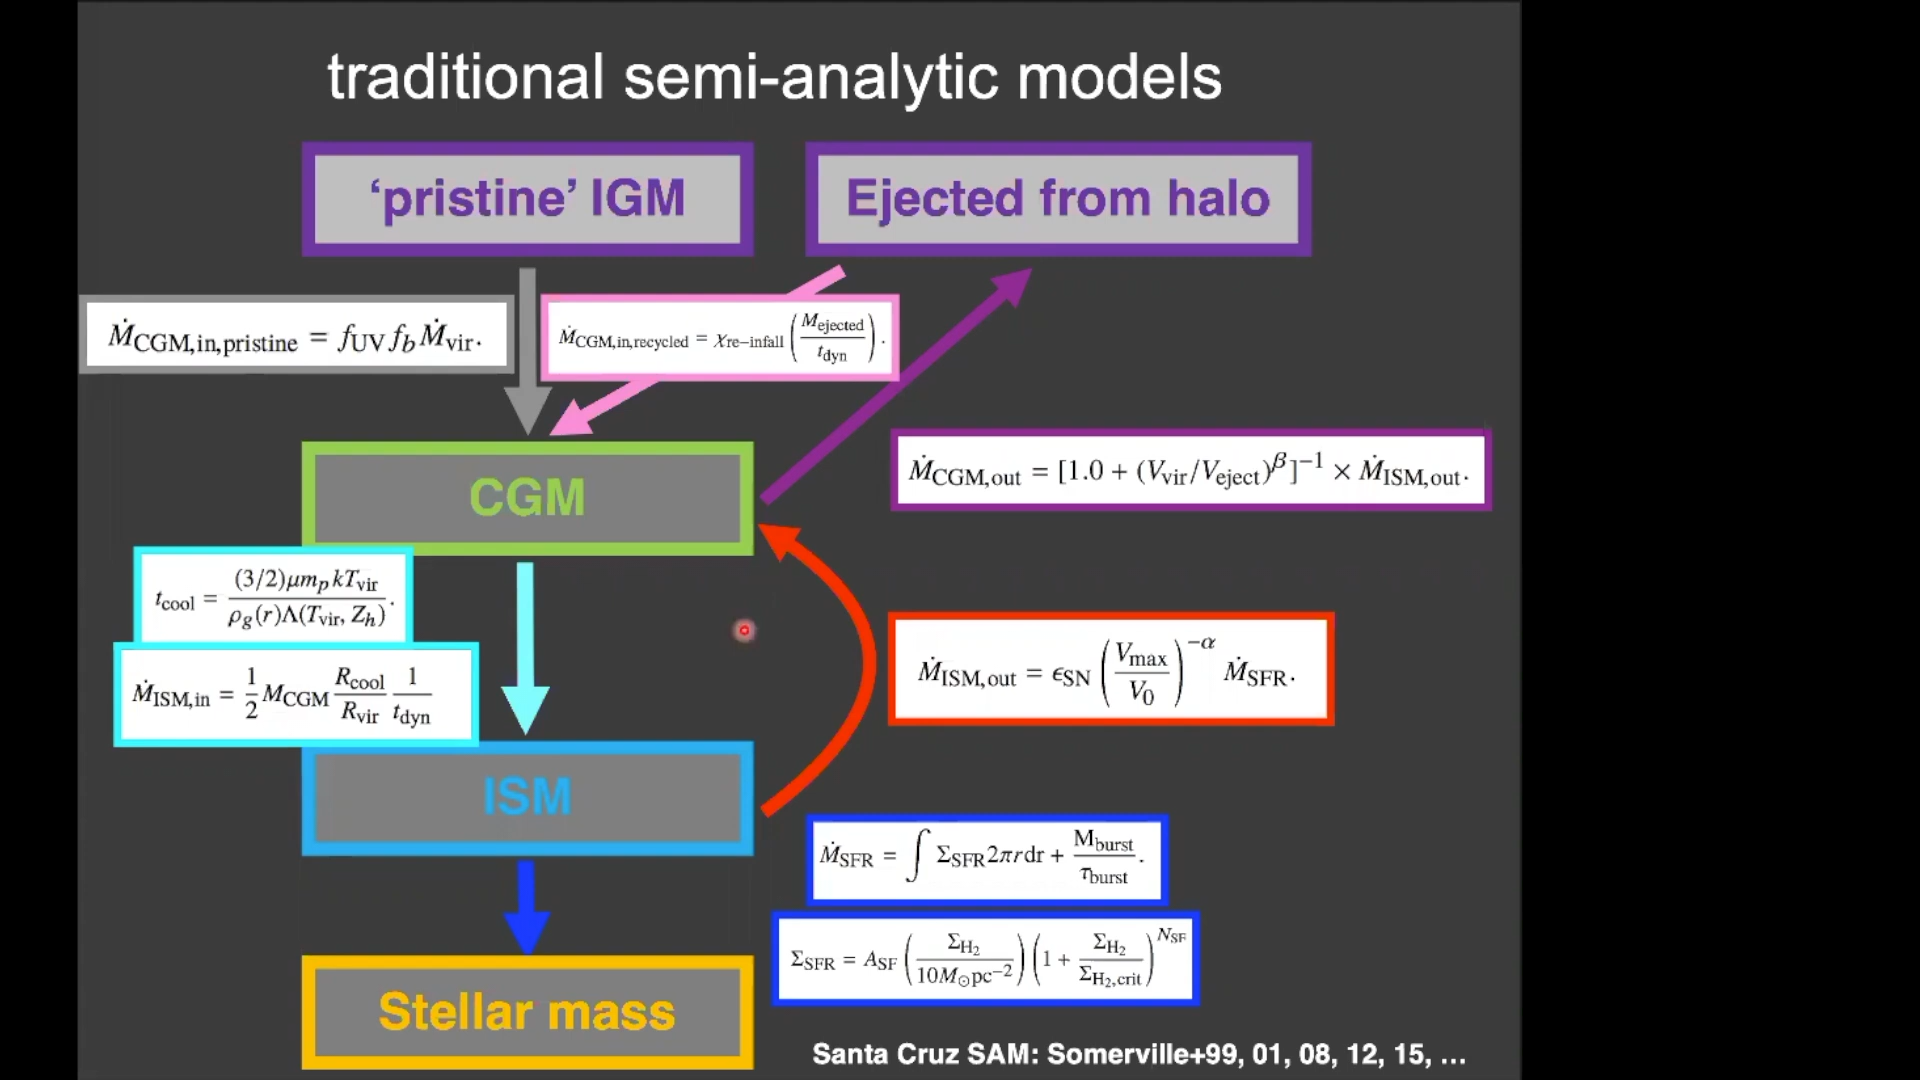 traditional semi-analytic models
‘pristine’ IGM
Ejected from halo
Ṁ_CGM,in,pristine = f_UV f_b Ṁ_vir.
Ṁ_CGM,in,recycled = χ_re−infall (M_ejected / t_dyn).
CGM
Ṁ_CGM,out = [1.0 + (V_vir/V_eject)^β]^−1 × Ṁ_ISM,out.
t_cool = (3/2)μm_p kT_vir / ρ_g(r)Λ(T_vir, Z_h).
Ṁ_ISM,in = 1/2 M_CGM R_cool/R_vir 1/t_dyn
Ṁ_ISM,out = ϵ_SN (V_max / V_0)^−α Ṁ_SFR.
ISM
Ṁ_SFR = ∫ Σ_SFR 2πrdr + M_burst / τ_burst.
Σ_SFR = A_SF (Σ_H₂ / 10M_⊙pc^−2) (1 + Σ_H₂ / Σ_H₂,crit)^N_SF
Stellar mass
Santa Cruz SAM: Somerville+99, 01, 08, 12, 15, ...